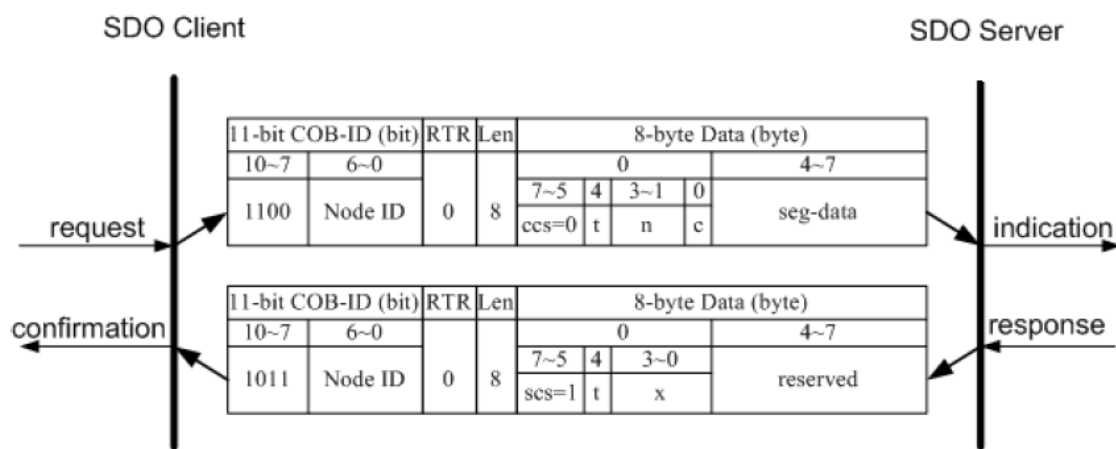 SDO Client
SDO Server
11-bit COB-ID (bit) RTR Len 8-byte Data (byte)
10~7 6~0 0 4~7
7~5 4 3~1 0
1100 Node ID 0 8 seg-data
ccs=0 t n c
request
indication
11-bit COB-ID (bit) RTR Len 8-byte Data (byte)
confirmation
response
10~7 6~0 0 4~7
7~5 4 3~0
1011 Node ID 0 8 reserved
scs=1 t x